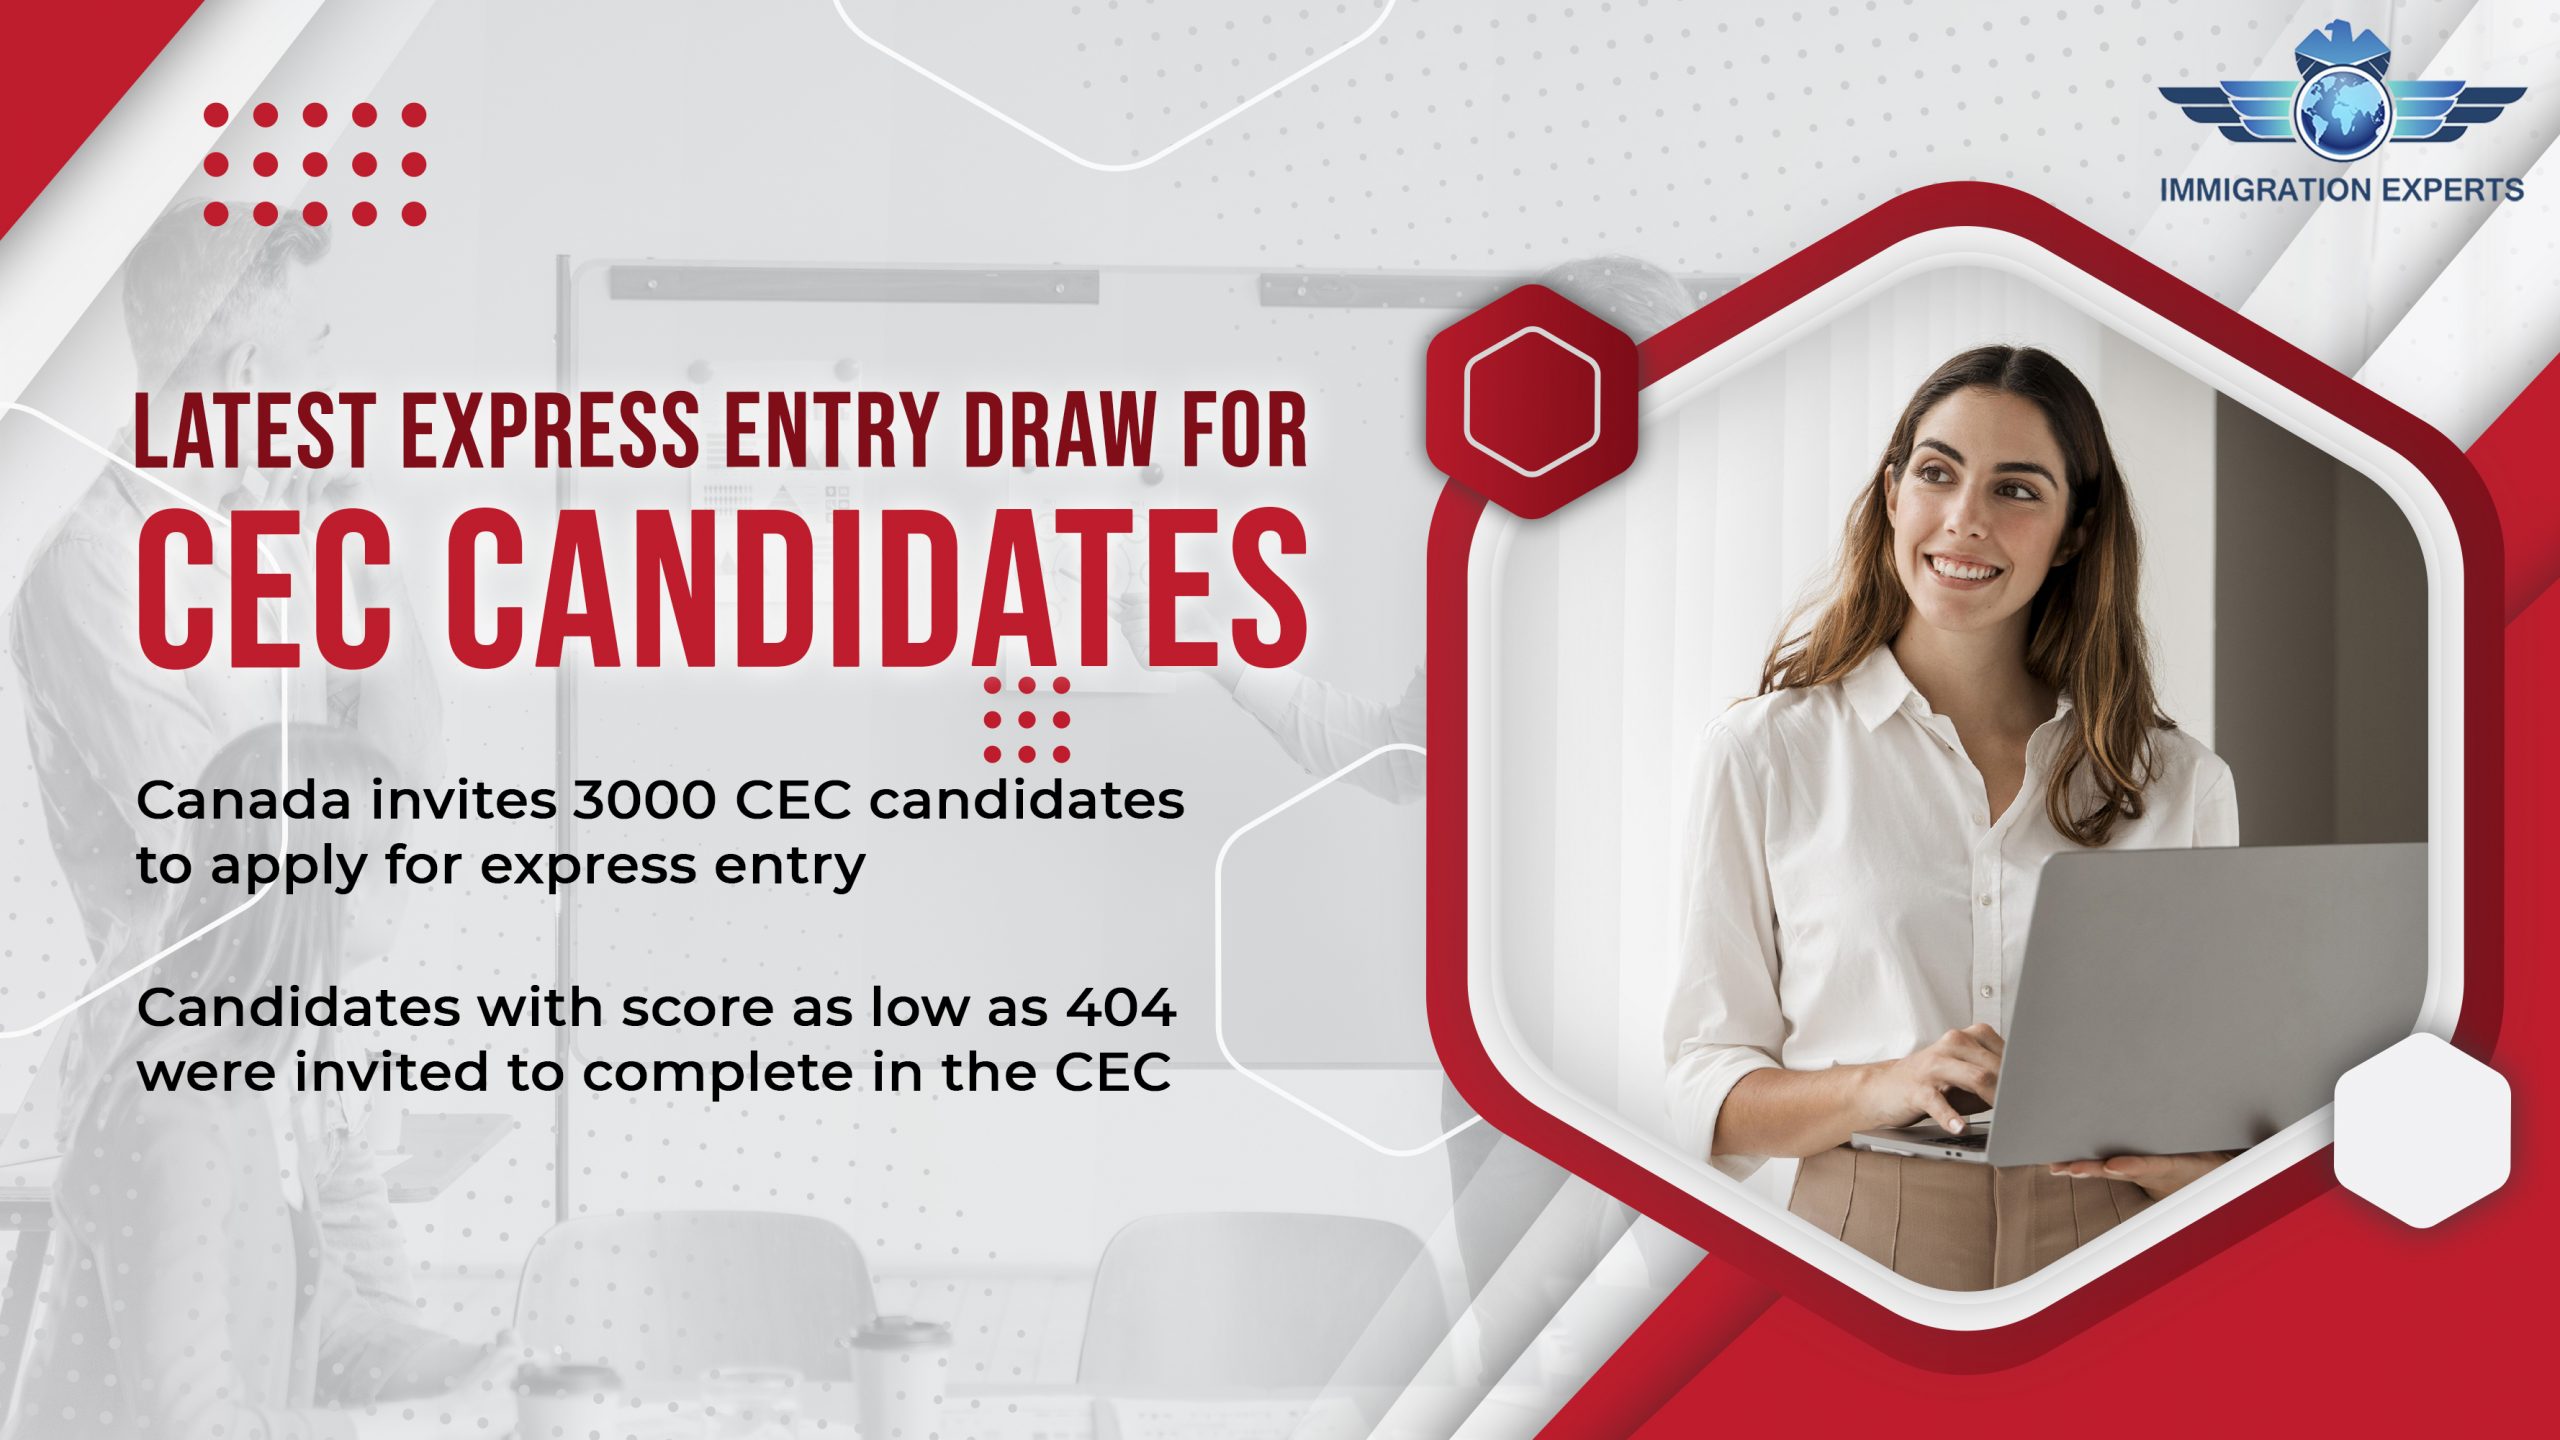 IMMIGRATION EXPERTS
LATEST EXPRESS ENTRY DRAW FOR
CEC CANDIDATES
Canada invites 3000 CEC candidates
to apply for express entry
Candidates with score as low as 404
were invited to complete in the CEC